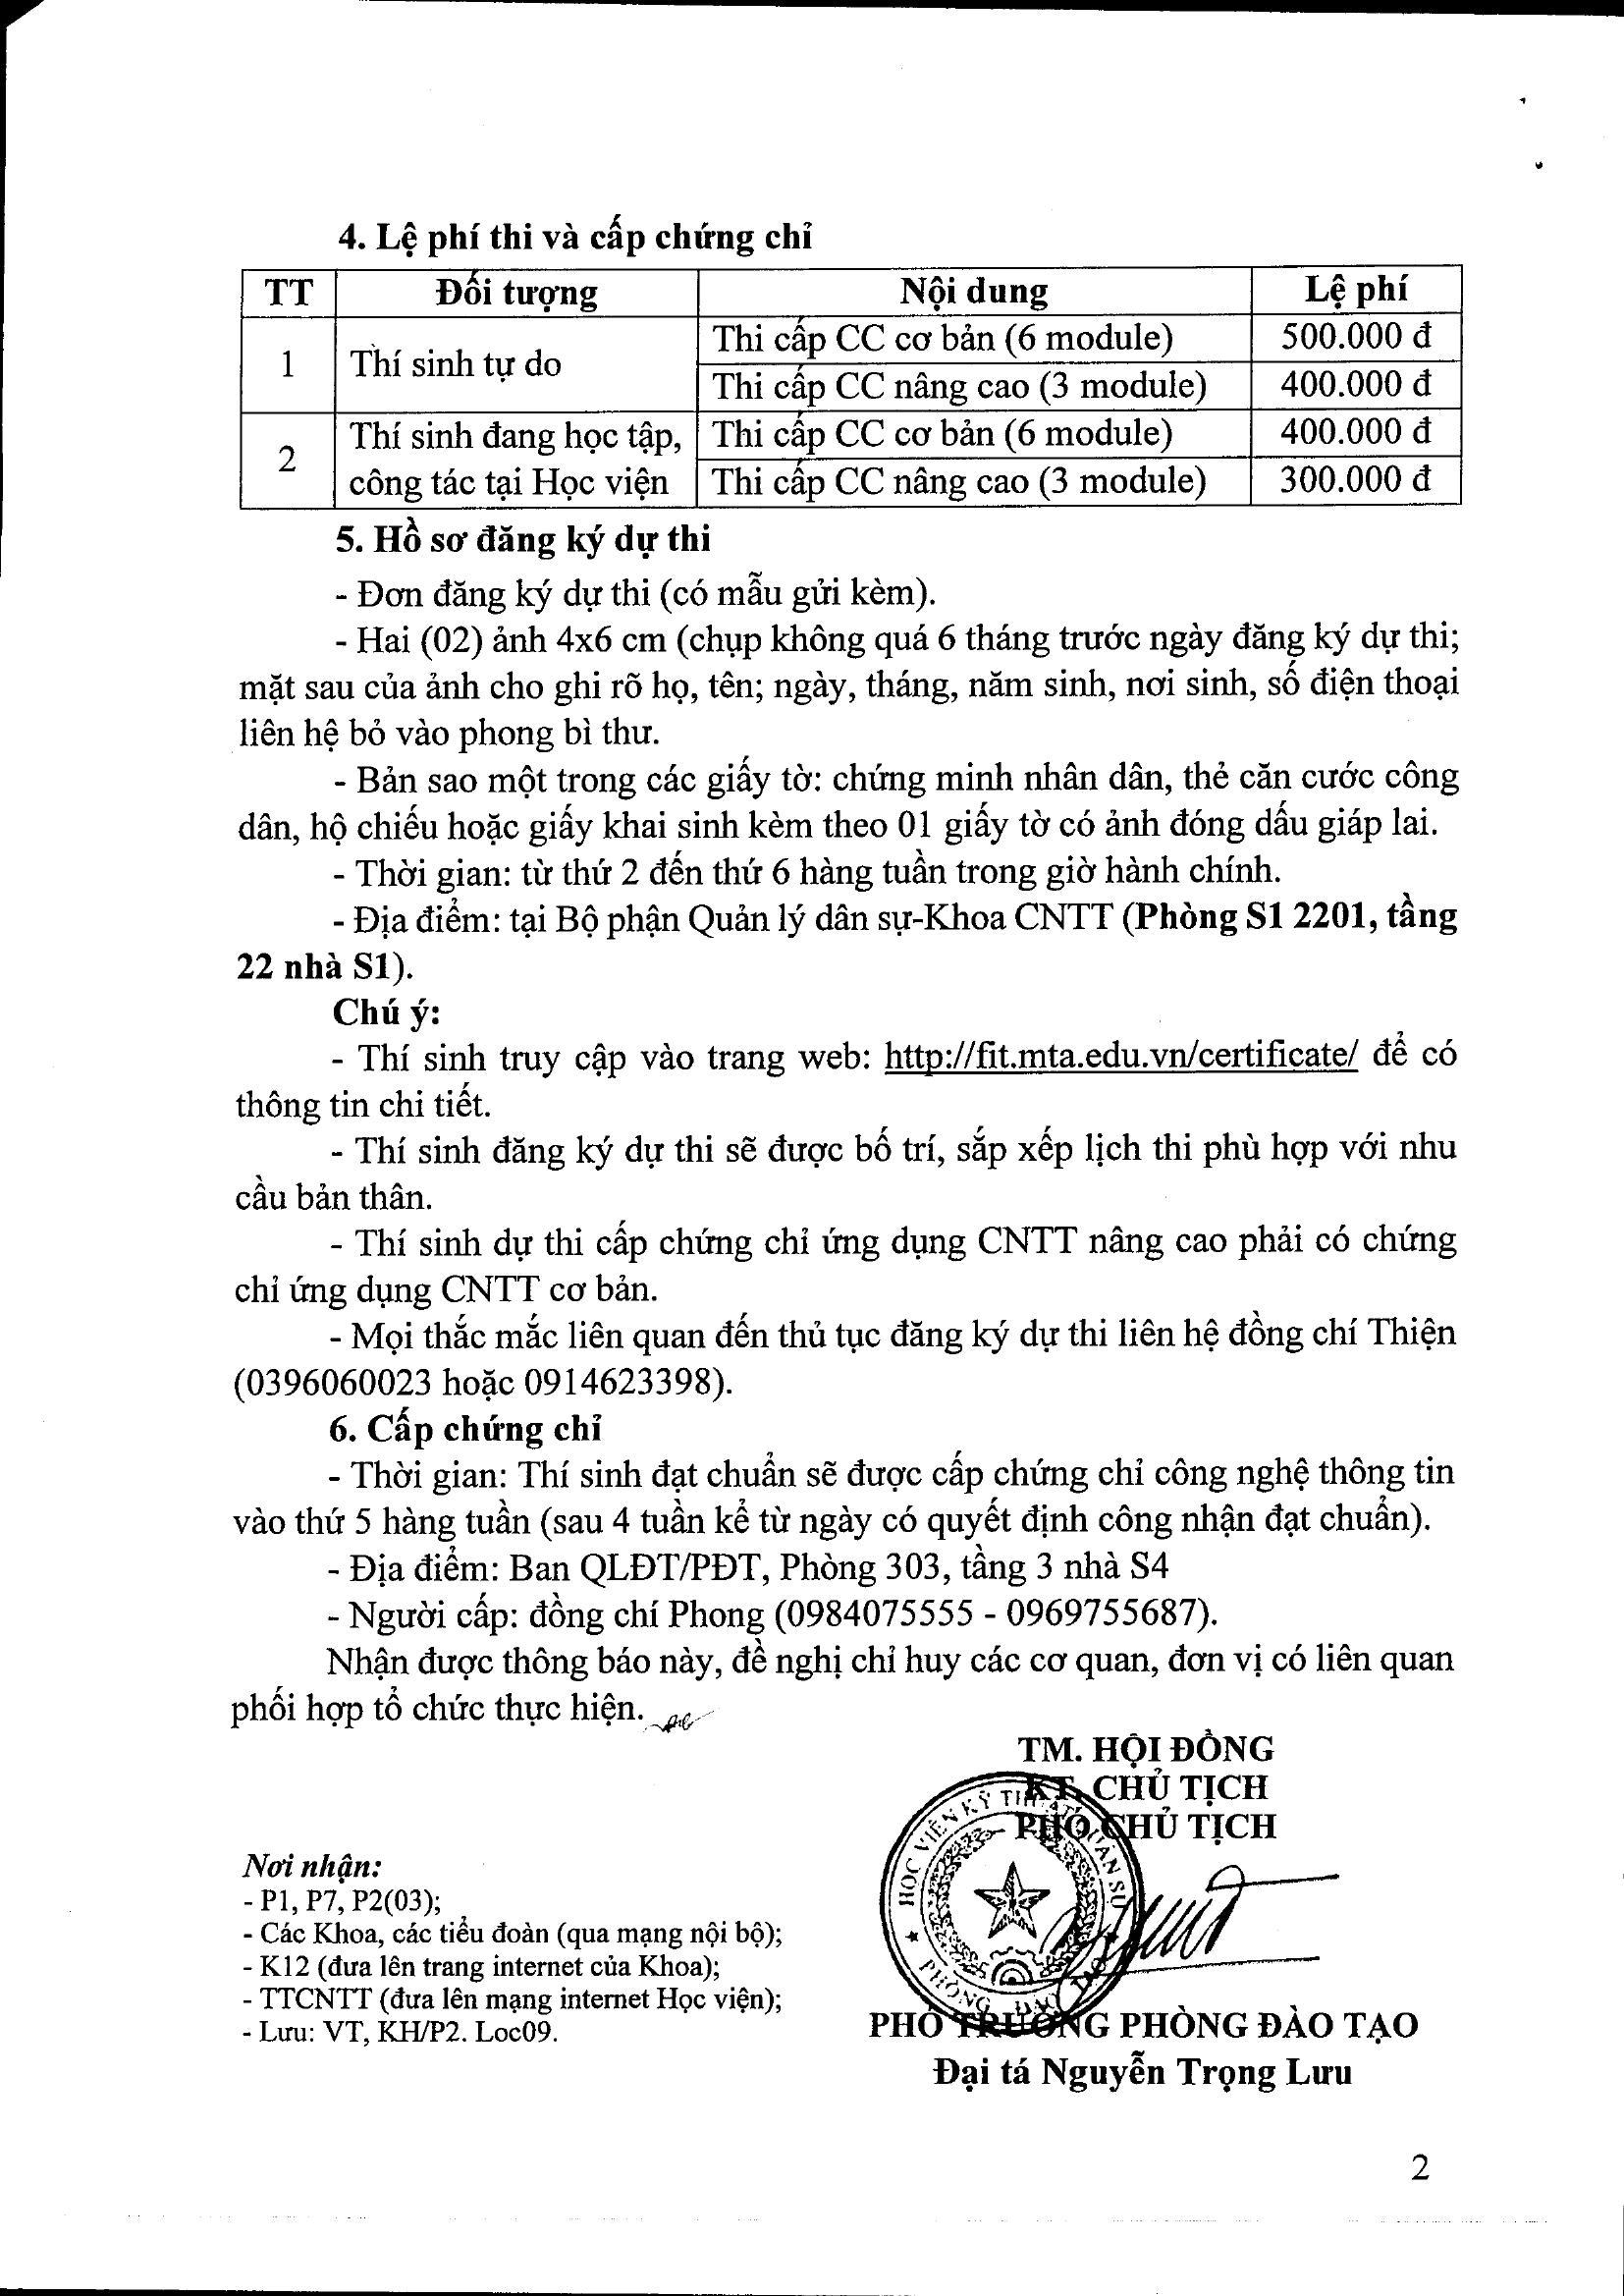 4. Lệ phí thi và cấp chứng chỉ
TT Đối tượng Nội dung Lệ phí
1 Thí sinh tự do Thi cấp CC cơ bản (6 module) 500.000 đ
Thi cấp CC nâng cao (3 module) 400.000 đ
2 Thí sinh đang học tập, công tác tại Học viện Thi cấp CC cơ bản (6 module) 400.000 đ
Thi cấp CC nâng cao (3 module) 300.000 đ
5. Hồ sơ đăng ký dự thi
- Đơn đăng ký dự thi (có mẫu gửi kèm).
- Hai (02) ảnh 4x6 cm (chụp không quá 6 tháng trước ngày đăng ký dự thi;
mặt sau của ảnh cho ghi rõ họ, tên; ngày, tháng, năm sinh, nơi sinh, số điện thoại
liên hệ bỏ vào phong bì thư.
- Bản sao một trong các giấy tờ: chứng minh nhân dân, thẻ căn cước công
dân, hộ chiếu hoặc giấy khai sinh kèm theo 01 giấy tờ có ảnh đóng dấu giáp lai.
- Thời gian: từ thứ 2 đến thứ 6 hàng tuần trong giờ hành chính.
- Địa điểm: tại Bộ phận Quản lý dân sự-Khoa CNTT (Phòng S1 2201, tầng
22 nhà S1).
Chú ý:
- Thí sinh truy cập vào trang web: http://fit.mta.edu.vn/certificate/ để có
thông tin chi tiết.
- Thí sinh đăng ký dự thi sẽ được bố trí, sắp xếp lịch thi phù hợp với nhu
cầu bản thân.
- Thí sinh dự thi cấp chứng chỉ ứng dụng CNTT nâng cao phải có chứng
chỉ ứng dụng CNTT cơ bản.
- Mọi thắc mắc liên quan đến thủ tục đăng ký dự thi liên hệ đồng chí Thiện
(0396060023 hoặc 0914623398).
6. Cấp chứng chỉ
- Thời gian: Thí sinh đạt chuẩn sẽ được cấp chứng chỉ công nghệ thông tin
vào thứ 5 hàng tuần (sau 4 tuần kể từ ngày có quyết định công nhận đạt chuẩn).
- Địa điểm: Ban QLĐT/PĐT, Phòng 303, tầng 3 nhà S4
- Người cấp: đồng chí Phong (0984075555 - 0969755687).
Nhận được thông báo này, đề nghị chỉ huy các cơ quan, đơn vị có liên quan
phối hợp tổ chức thực hiện.
TM. HỘI ĐỒNG
KT. CHỦ TỊCH
PHÓ CHỦ TỊCH
HỌC VIỆN KỸ THUẬT QUÂN SỰ
PHÒNG ĐÀO TẠO
Nơi nhận:
- P1, P7, P2(03);
- Các Khoa, các tiểu đoàn (qua mạng nội bộ);
- K12 (đưa lên trang internet của Khoa);
- TTCNTT (đưa lên mạng internet Học viện);
- Lưu: VT, KH/P2. Loc09.
PHÓ TRƯỞNG PHÒNG ĐÀO TẠO
Đại tá Nguyễn Trọng Lưu
2